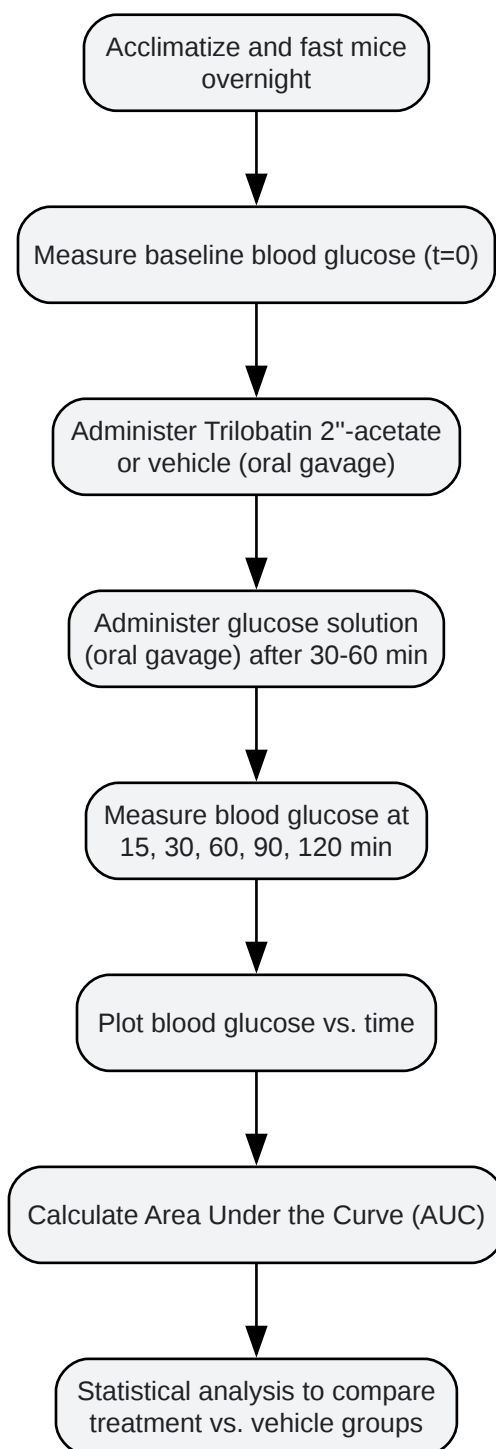 Acclimatize and fast mice
overnight
Measure baseline blood glucose (t=0)
Administer Trilobatin 2"-acetate
or vehicle (oral gavage)
Administer glucose solution
(oral gavage) after 30-60 min
Measure blood glucose at
15, 30, 60, 90, 120 min
Plot blood glucose vs. time
Calculate Area Under the Curve (AUC)
Statistical analysis to compare
treatment vs. vehicle groups